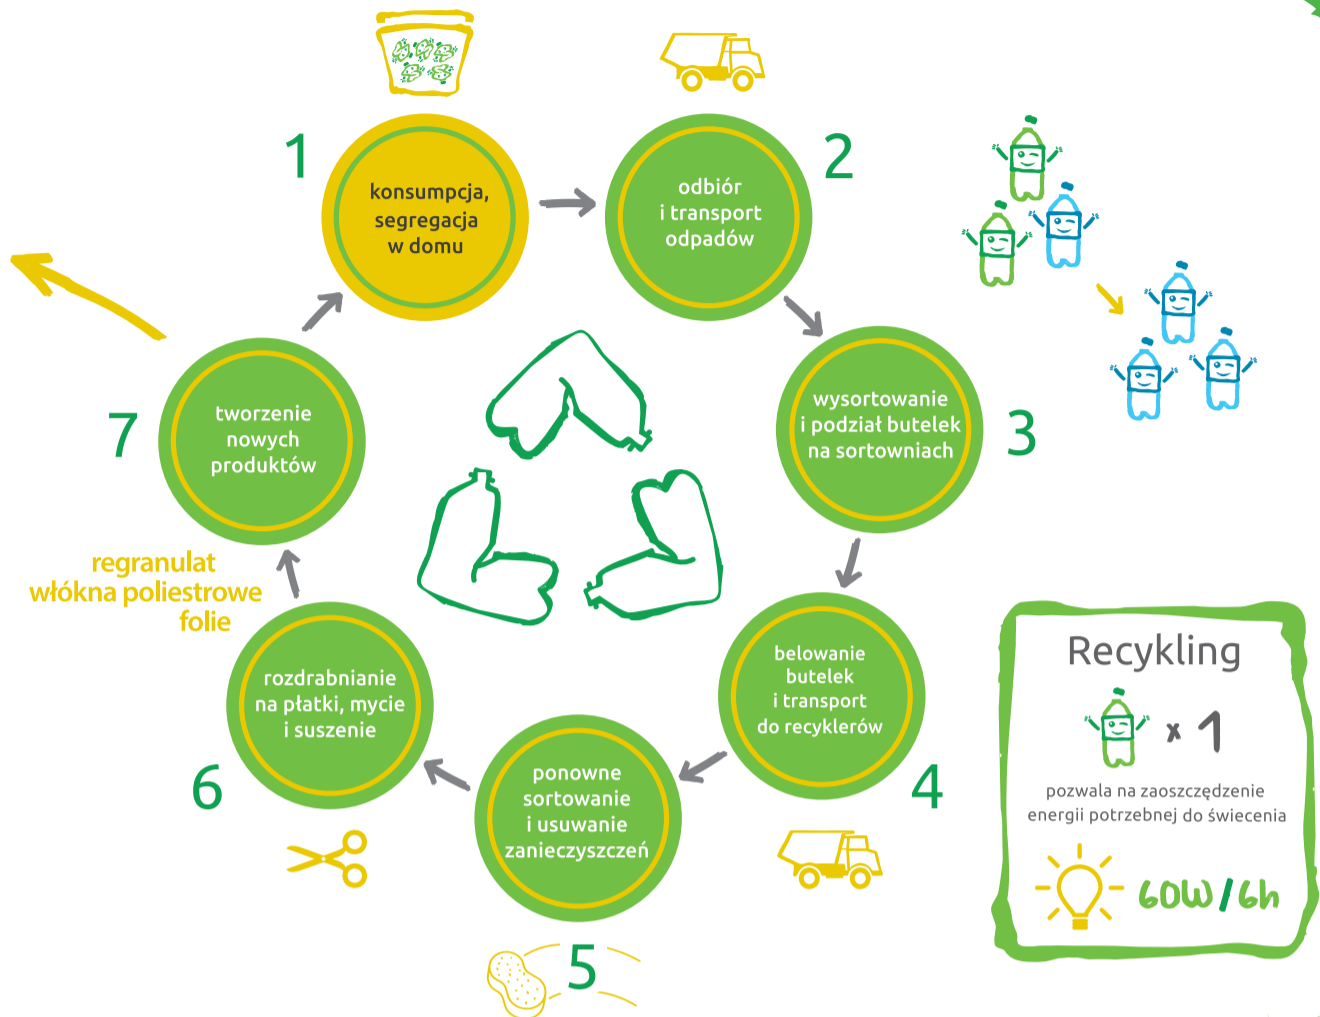 1
konsumpcja,
segregacja
w domu
2
odbiór
i transport
odpadów
3
wysortowanie
i podział butelek
na sortowniach
4
belowanie
butelek
i transport
do recyklerów
5
ponowne
sortowanie
i usuwanie
zanieczyszczeń
6
rozdrabnianie
na płatki, mycie
i suszenie
regranulat
włókna poliestrowe
folie
7
tworzenie
nowych
produktów
Recykling
x 1
pozwala na zaoszczędzenie
energii potrzebnej do świecenia
60W/6h